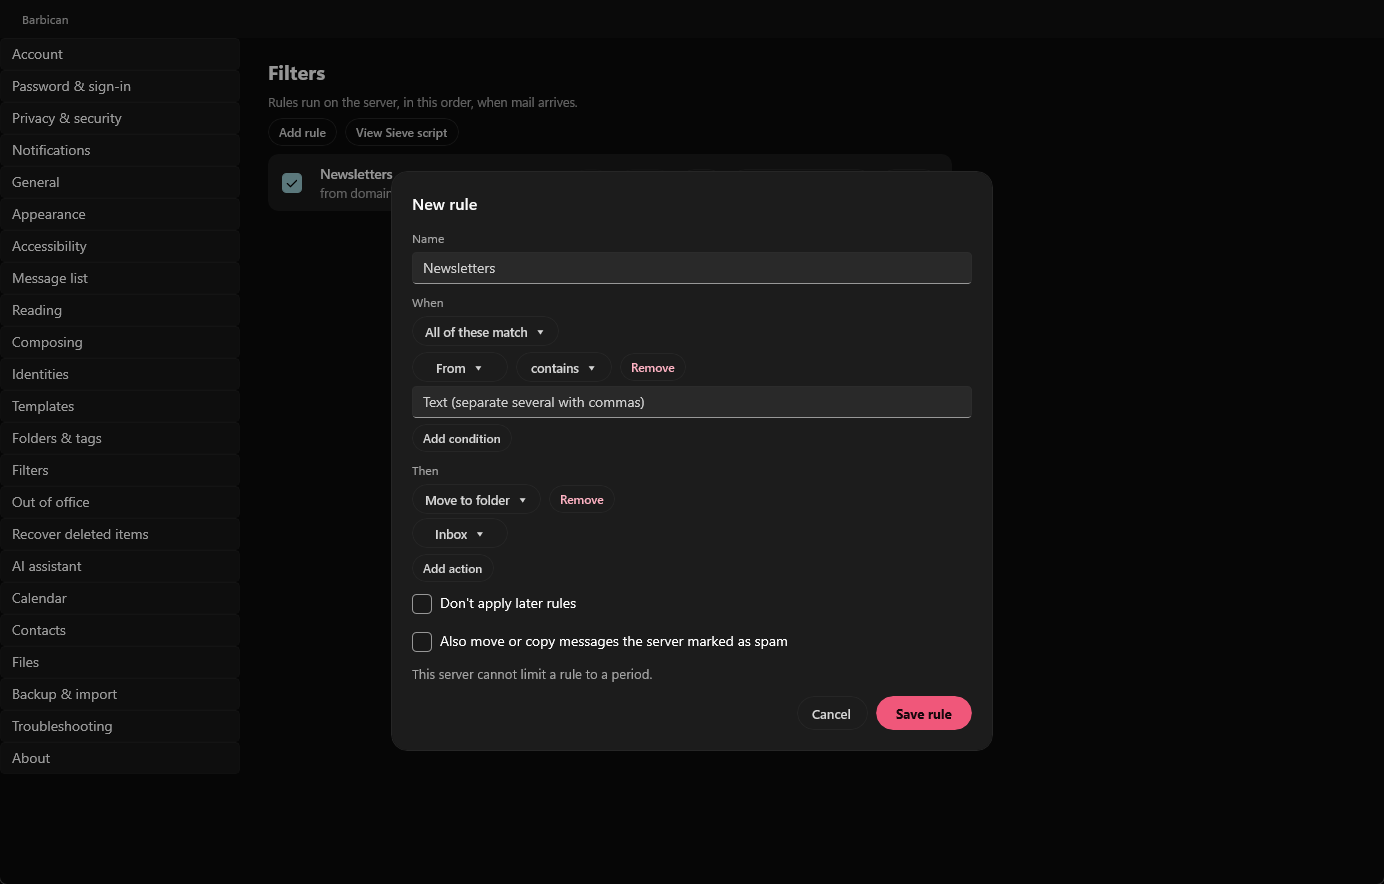 Barbican
Account
Password & sign-in
Privacy & security
Notifications
General
Appearance
Accessibility
Message list
Reading
Composing
Identities
Templates
Folders & tags
Filters
Out of office
Recover deleted items
AI assistant
Calendar
Contacts
Files
Backup & import
Troubleshooting
About
Filters
Rules run on the server, in this order, when mail arrives.
Add rule View Sieve script
Newsletters
from domain
New rule
Name
Newsletters
When
All of these match
From contains Remove
Text (separate several with commas)
Add condition
Then
Move to folder Remove
Inbox
Add action
Don't apply later rules
Also move or copy messages the server marked as spam
This server cannot limit a rule to a period.
Cancel Save rule